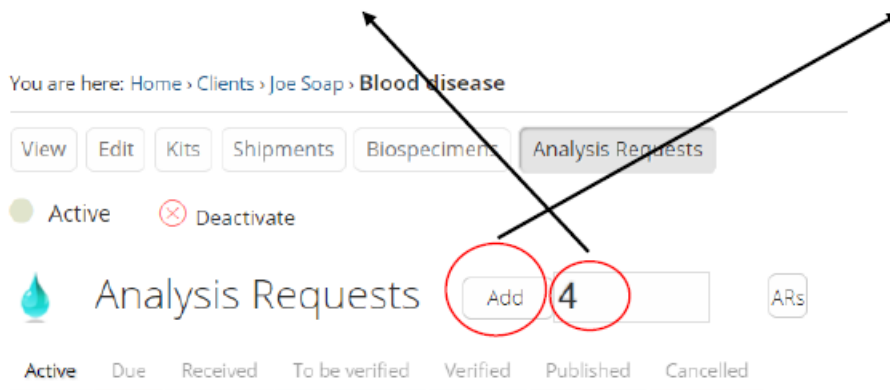 You are here: Home › Clients › Joe Soap › Blood disease
View Edit Kits Shipments Biospecimens Analysis Requests
Active Deactivate
Analysis Requests Add 4 ARs
Active Due Received To be verified Verified Published Cancelled